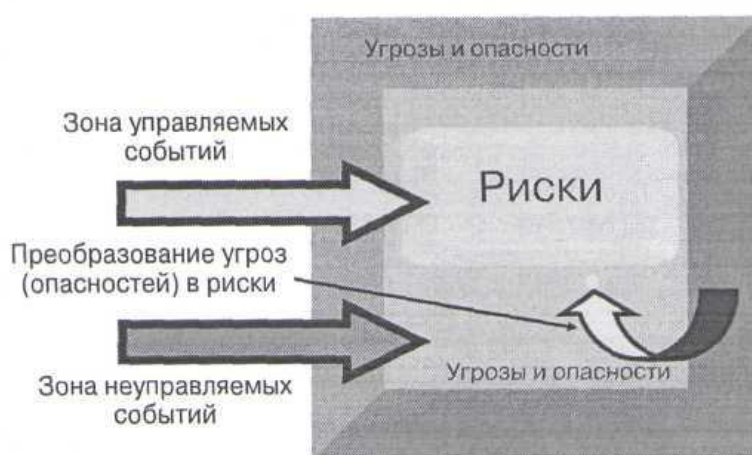 Угрозы и опасности
Зона управляемых
событий
Риски
Преобразование угроз
(опасностей) в риски
Угрозы и опасности
Зона неуправляемых
событий